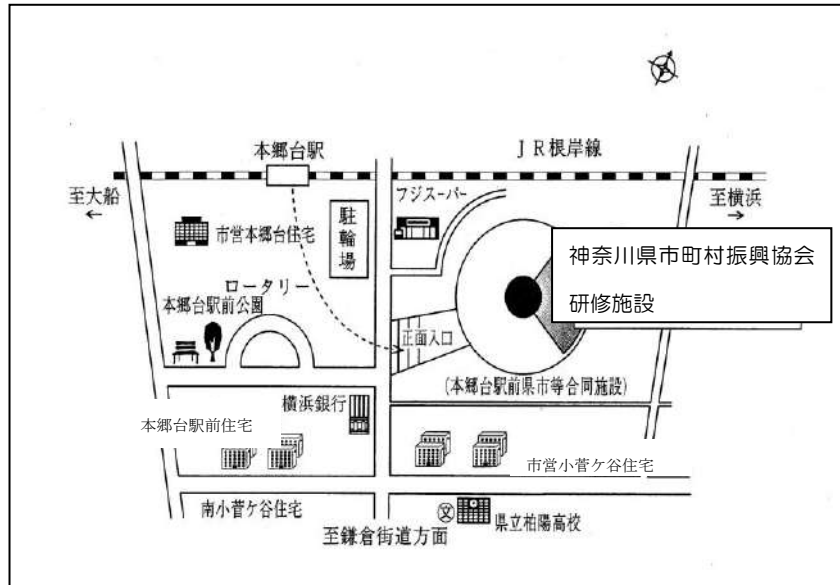 本郷台駅
JR根岸線
至大船
←
至横浜
→
フジスーパー
駐輪場
市営本郷台住宅
神奈川県市町村振興協会
研修施設
ロータリー
本郷台駅前公園
正面入口
(本郷台駅前県市等合同施設)
横浜銀行
本郷台駅前住宅
市営小菅ケ谷住宅
南小菅ケ谷住宅
文
県立柏陽高校
至鎌倉街道方面